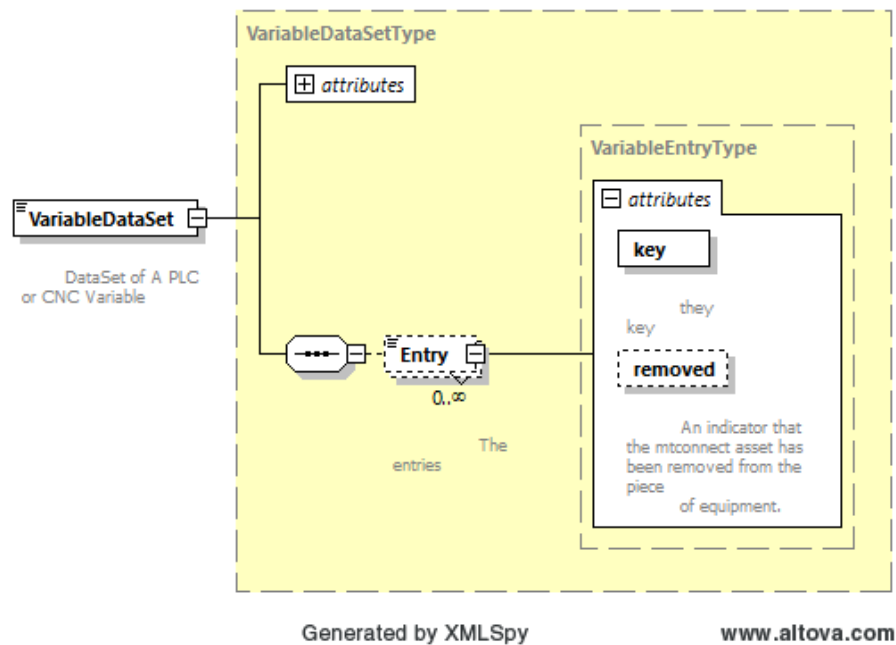 VariableDataSetType
attributes
VariableEntryType
attributes
VariableDataSet
key
DataSet of A PLC
or CNC Variable
they
key
Entry
removed
0..∞
An indicator that
the mtconnect asset has
been removed from the
piece
of equipment.
The
entries
Generated by XMLSpy
www.altova.com